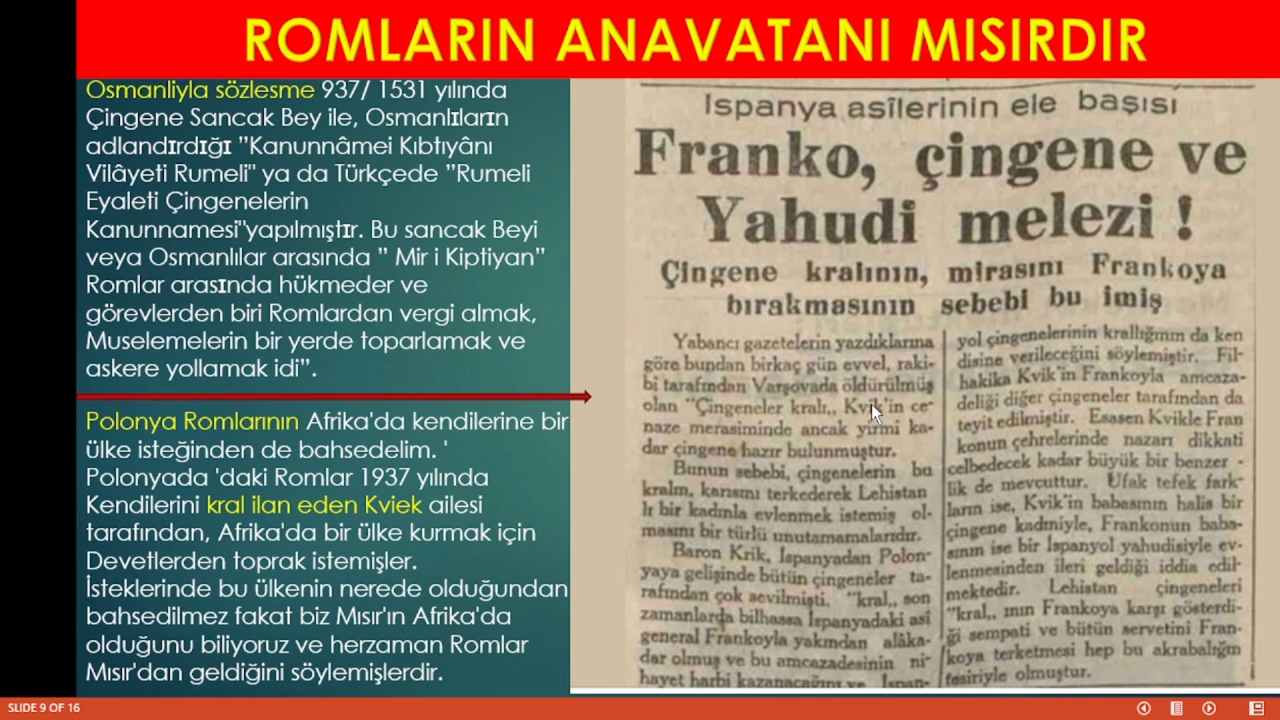 ROMLARIN ANAVATANI MISIRDIR
Osmanliyla sözlesme 937/ 1531 yılında
Çingene Sancak Bey ile, Osmanlıların
adlandırdığı "Kanunnâmei Kıbtıyânı
Vilâyeti Rumeli" ya da Türkçede "Rumeli
Eyaleti Çingenelerin
Kanunnamesi"yapılmıştır. Bu sancak Beyi
veya Osmanlılar arasında " Mir i Kiptiyan"
Romlar arasında hükmeder ve
görevlerden biri Romlardan vergi almak,
Muselemelerin bir yerde toparlamak ve
askere yollamak idi".
Polonya Romlarının Afrika'da kendilerine bir
ülke isteğinden de bahsedelim. '
Polonyada 'daki Romlar 1937 yılında
Kendilerini kral ilan eden Kviek ailesi
tarafından, Afrika'da bir ülke kurmak için
Devetlerden toprak istemişler.
İsteklerinde bu ülkenin nerede olduğundan
bahsedilmez fakat biz Mısır'ın Afrika'da
olduğunu biliyoruz ve herzaman Romlar
Mısır'dan geldiğini söylemişlerdir.
Ispanya asîlerinin ele başısı
Franko, çingene ve
Yahudi melezi !
Çingene kralının, mirasını Frankoya
bırakmasının sebebi bu imiş
Yabancı gazetelerin yazdıklarına
göre bundan birkaç gün evvel, raki-
bi tarafından Varşovada öldürülmüş
olan "Çingeneler kralı,, Kvik'in ce-
naze merasiminde ancak yirmi ka-
dar çingene hazır bulunmuştur.
Bunun sebebi, çingenelerin bu
kralın, karısını terkederek Lehistan
lı bir kadınla evlenmek istemiş ol-
masını bir türlü unutamamalarıdır.
Baron Krik, İspanyadan Polon-
yaya gelişinde bütün çingeneler ta-
rafından çok sevilmişti. "kral,, son
zamanlarda bilhassa İspanyadaki asî
general Frankoyla yakından alâka-
dar olmuş ve bu amcazadesinin ni-
hayet harbi kazanacağını ve İspan-
yol çingenelerinin krallığının da ken
disine verileceğini söylemiştir. Fil-
hakika Kvik'in Frankoyla amcaza-
deliği diğer çingeneler tarafından da
teyit edilmiştir. Esasen Kvikle Fran
konun çehrelerinde nazarı dikkati
celbedecek kadar büyük bir benzer -
lik de mevcuttur. Ufak tefek fark-
ların ise, Kvik'in babasının halis bir
çingene kadıniyle, Frankonun baba-
sının ise bir İspanyol yahudisiyle ev-
lenmesinden ileri geldiği iddia edil-
mektedir. Lehistan çingeneleri
"kral,, ının Frankoya karşı gösterdi-
ği sempati ve bütün servetini Fran-
koya terketmesi hep bu akrabalığın
tesiriyle olmuştur.
SLIDE 9 OF 16